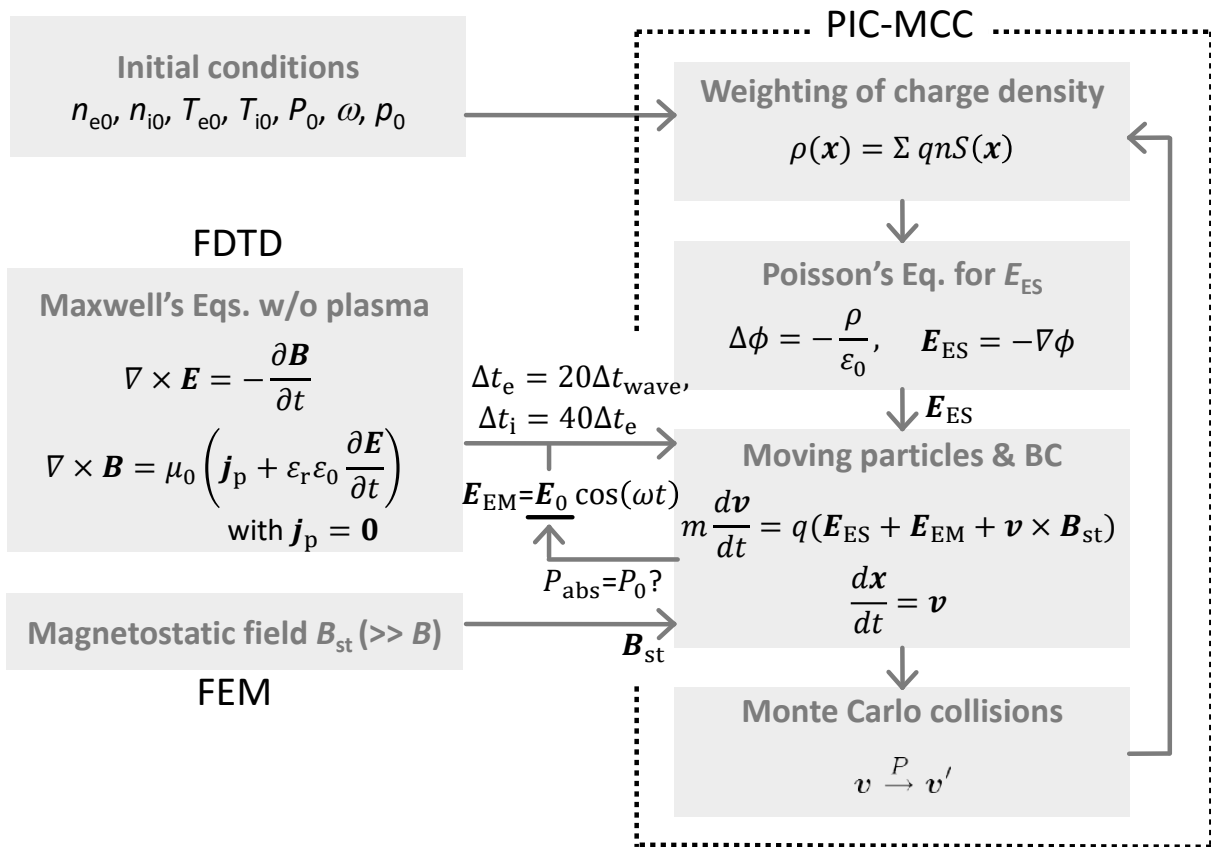 PIC-MCC
Initial conditions
n_e0, n_i0, T_e0, T_i0, P_0, ω, p_0
Weighting of charge density
ρ(𝒙) = Σ qnS(𝒙)
FDTD
Maxwell's Eqs. w/o plasma
∇ × 𝑬 = −∂𝑩/∂t
∇ × 𝑩 = μ_0 (𝒋_p + ε_r ε_0 ∂𝑬/∂t)
with 𝒋_p = 𝟎
Poisson's Eq. for E_ES
Δϕ = −ρ/ε_0, 𝑬_ES = −∇ϕ
𝑬_ES
Δt_e = 20Δt_wave,
Δt_i = 40Δt_e
𝑬_EM=𝑬_0 cos(ωt)
P_abs=P_0?
Moving particles & BC
m d𝒗/dt = q(𝑬_ES + 𝑬_EM + 𝒗 × 𝑩_st)
d𝒙/dt = 𝒗
Magnetostatic field B_st (>> B)
𝑩_st
FEM
Monte Carlo collisions
𝒗 →^P 𝒗′